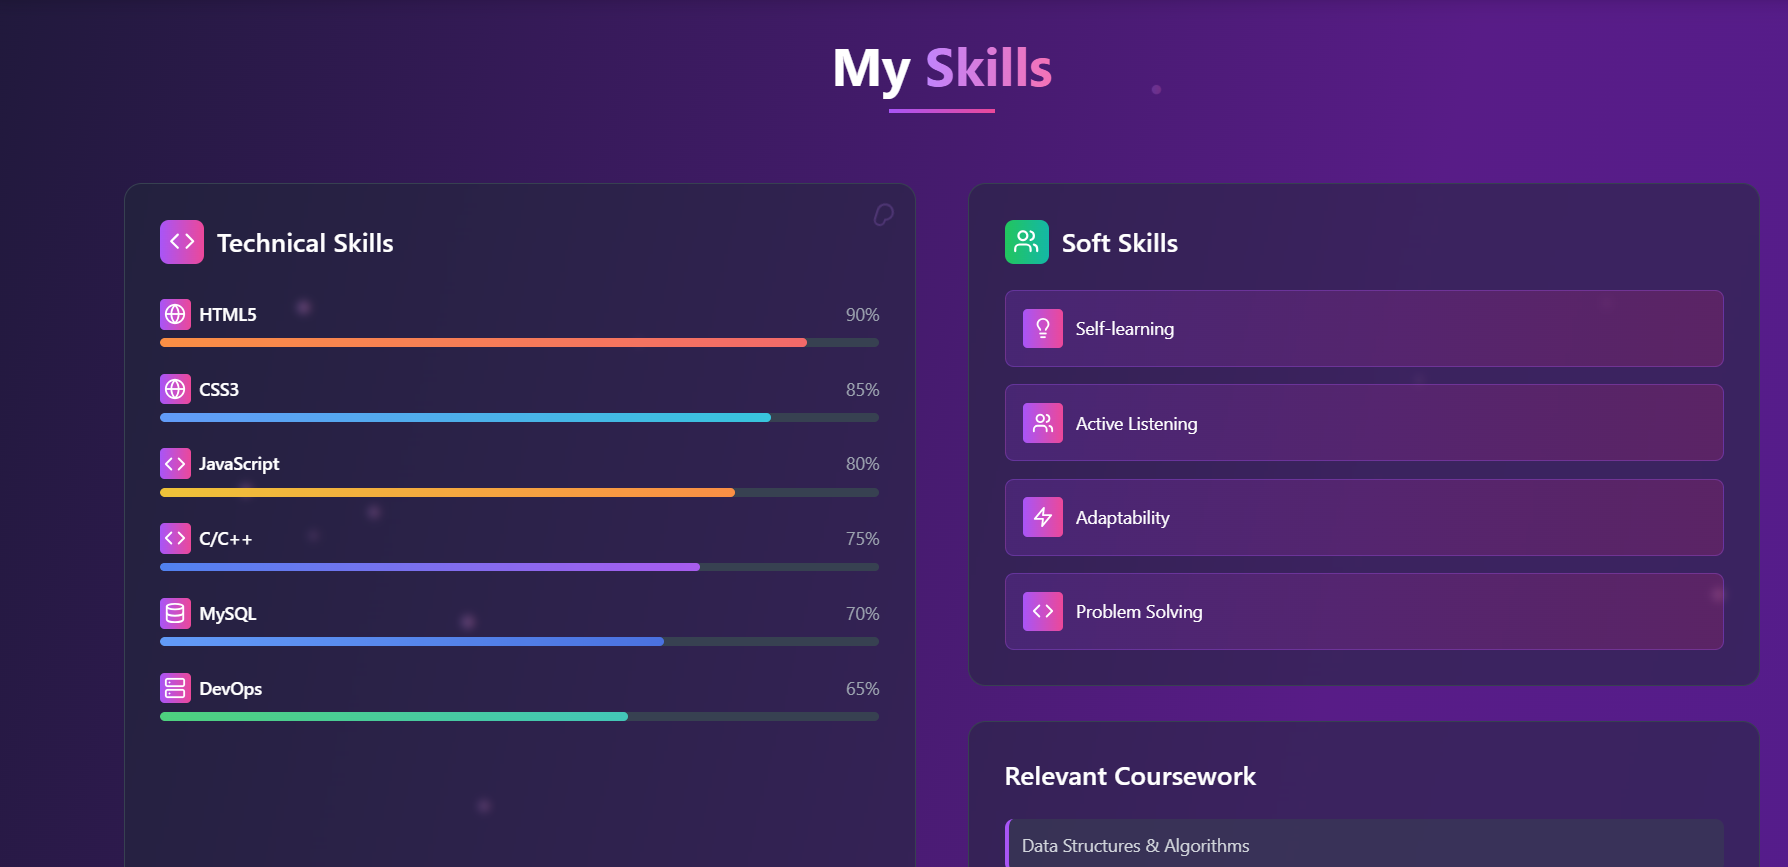 My Skills
Technical Skills
HTML5 90%
CSS3 85%
JavaScript 80%
C/C++ 75%
MySQL 70%
DevOps 65%
Soft Skills
Self-learning
Active Listening
Adaptability
Problem Solving
Relevant Coursework
Data Structures & Algorithms